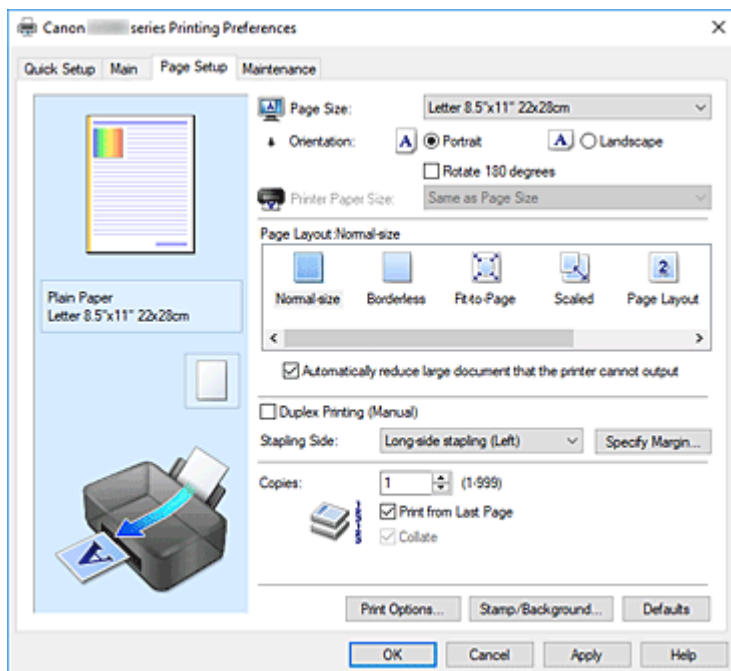 Canon series Printing Preferences
Quick Setup Main Page Setup Maintenance
Page Size: Letter 8.5"x11" 22x28cm
Orientation: A Portrait A Landscape
Rotate 180 degrees
Printer Paper Size: Same as Page Size
Page Layout:Normal-size
Normal-size Borderless Fit-to-Page Scaled 2 Page Layout
Automatically reduce large document that the printer cannot output
Plain Paper
Letter 8.5"x11" 22x28cm
Duplex Printing (Manual)
Stapling Side: Long-side stapling (Left) Specify Margin...
Copies: 1 (1-999)
Print from Last Page
Collate
A
Print Options... Stamp/Background... Defaults
OK Cancel Apply Help